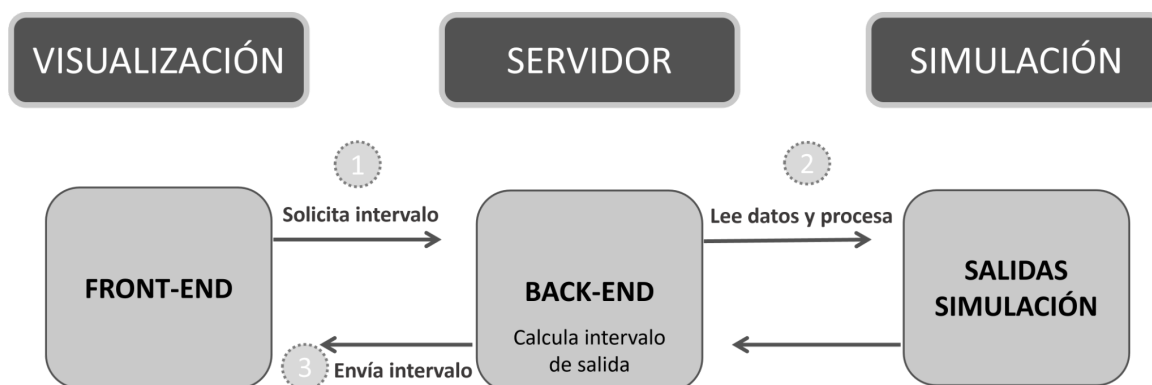 VISUALIZACIÓN
SERVIDOR
SIMULACIÓN
1
2
Solicita intervalo
Lee datos y procesa
FRONT-END
BACK-END
SALIDAS
SIMULACIÓN
Calcula intervalo
de salida
3
Envía intervalo